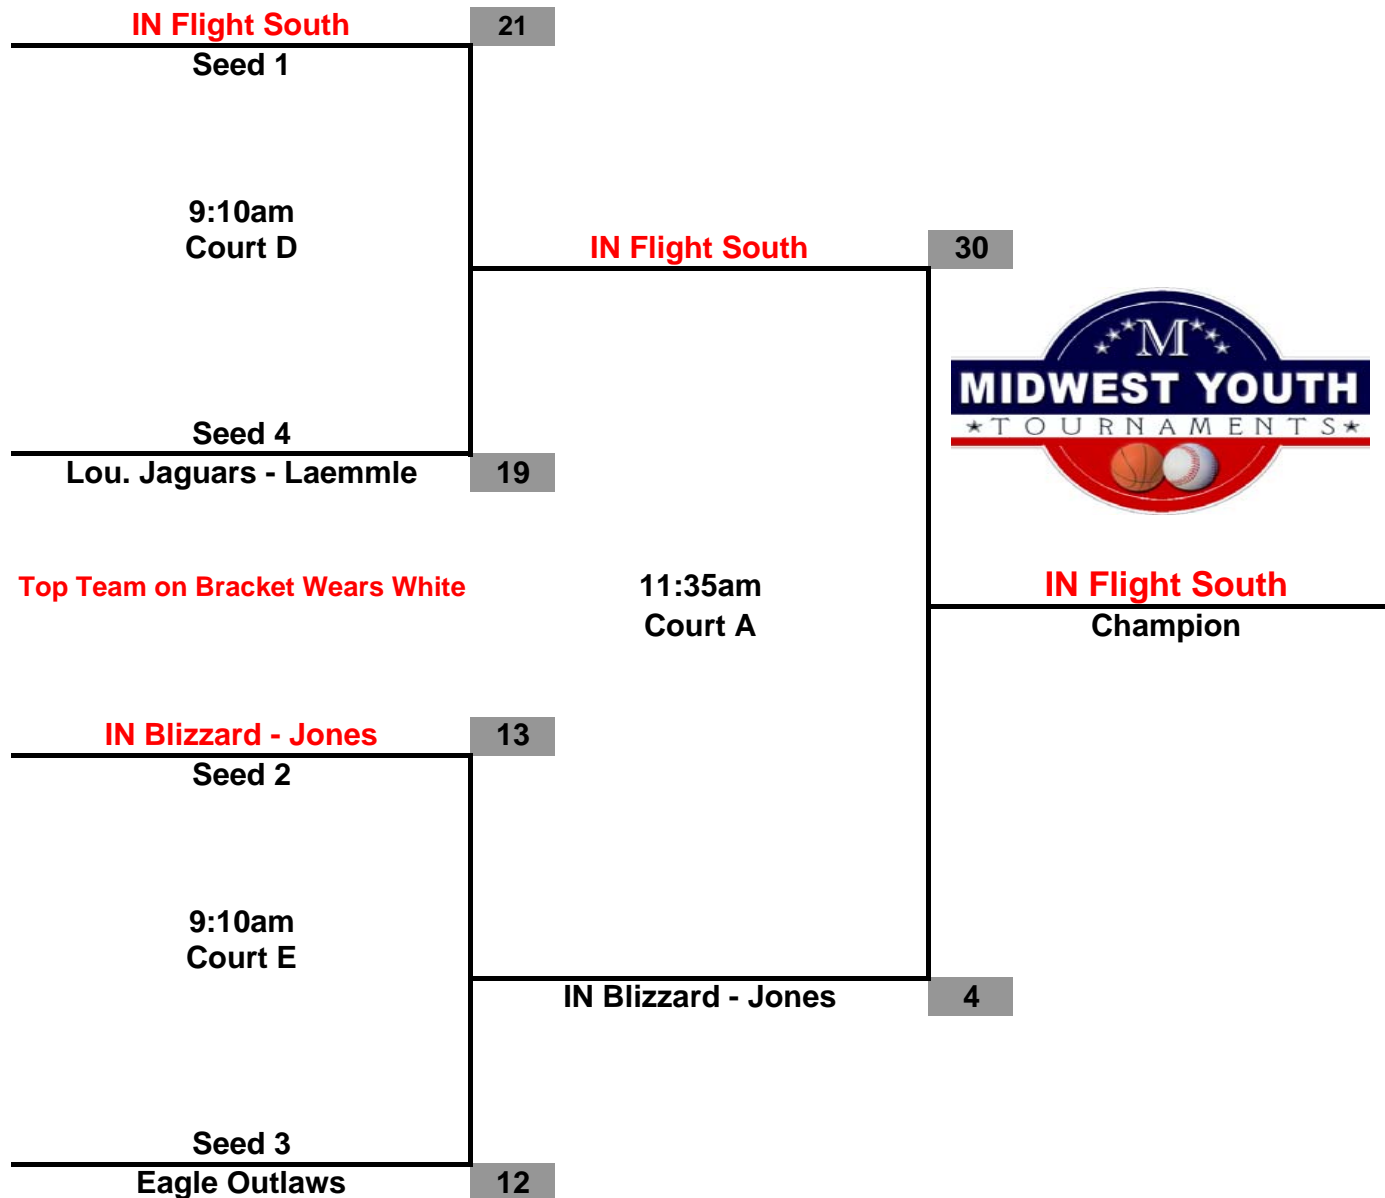 IN Flight South 21
Seed 1
9:10am
Court D
IN Flight South 30
M
MIDWEST YOUTH
TOURNAMENTS
Seed 4
Lou. Jaguars - Laemmle 19
Top Team on Bracket Wears White
11:35am
Court A
IN Flight South
Champion
IN Blizzard - Jones 13
Seed 2
9:10am
Court E
IN Blizzard - Jones 4
Seed 3
Eagle Outlaws 12